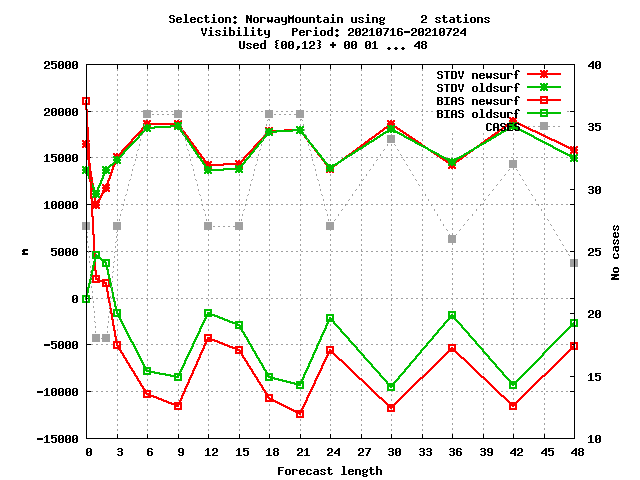 Selection: NorwayMountain using 2 stations
Visibility Period: 20210716-20210724
Used {00,12} + 00 01 ... 48
25000
20000
15000
10000
5000
0
-5000
-10000
-15000
m
STDV newsurf
STDV oldsurf
BIAS newsurf
BIAS oldsurf
CASES
40
35
30
25
20
15
10
No cases
0 3 6 9 12 15 18 21 24 27 30 33 36 39 42 45 48
Forecast length